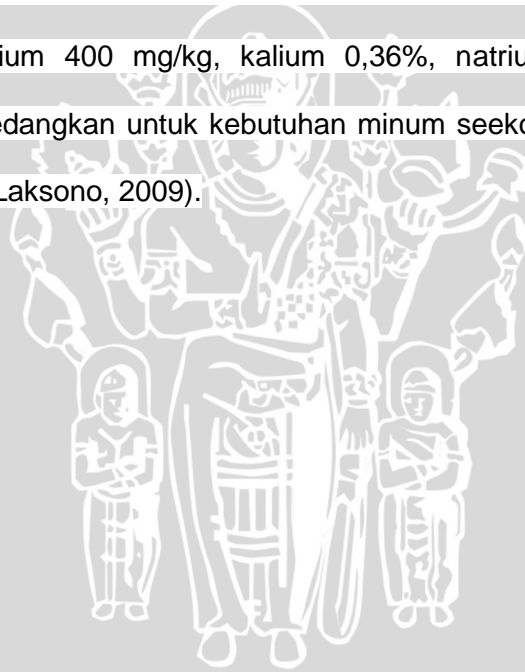 ium 400 mg/kg, kalium 0,36%, natriu
edangkan untuk kebutuhan minum seeko
Laksono, 2009).